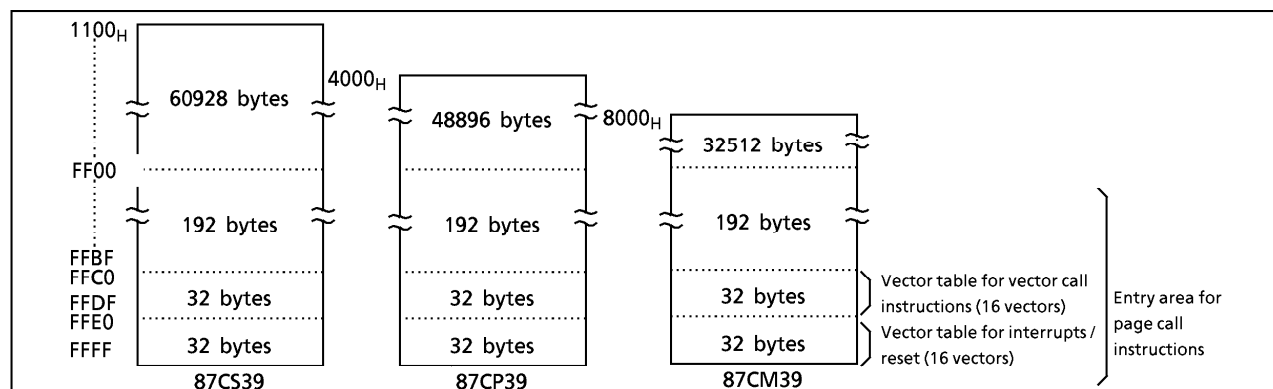 1100H
60928 bytes
4000H
48896 bytes
8000H
32512 bytes
FF00
192 bytes
192 bytes
192 bytes
FFBF
FFC0
FFDF
FFE0
FFFF
32 bytes
32 bytes
32 bytes
Vector table for vector call
instructions (16 vectors)
32 bytes
32 bytes
32 bytes
Vector table for interrupts /
reset (16 vectors)
Entry area for
page call
instructions
87CS39
87CP39
87CM39